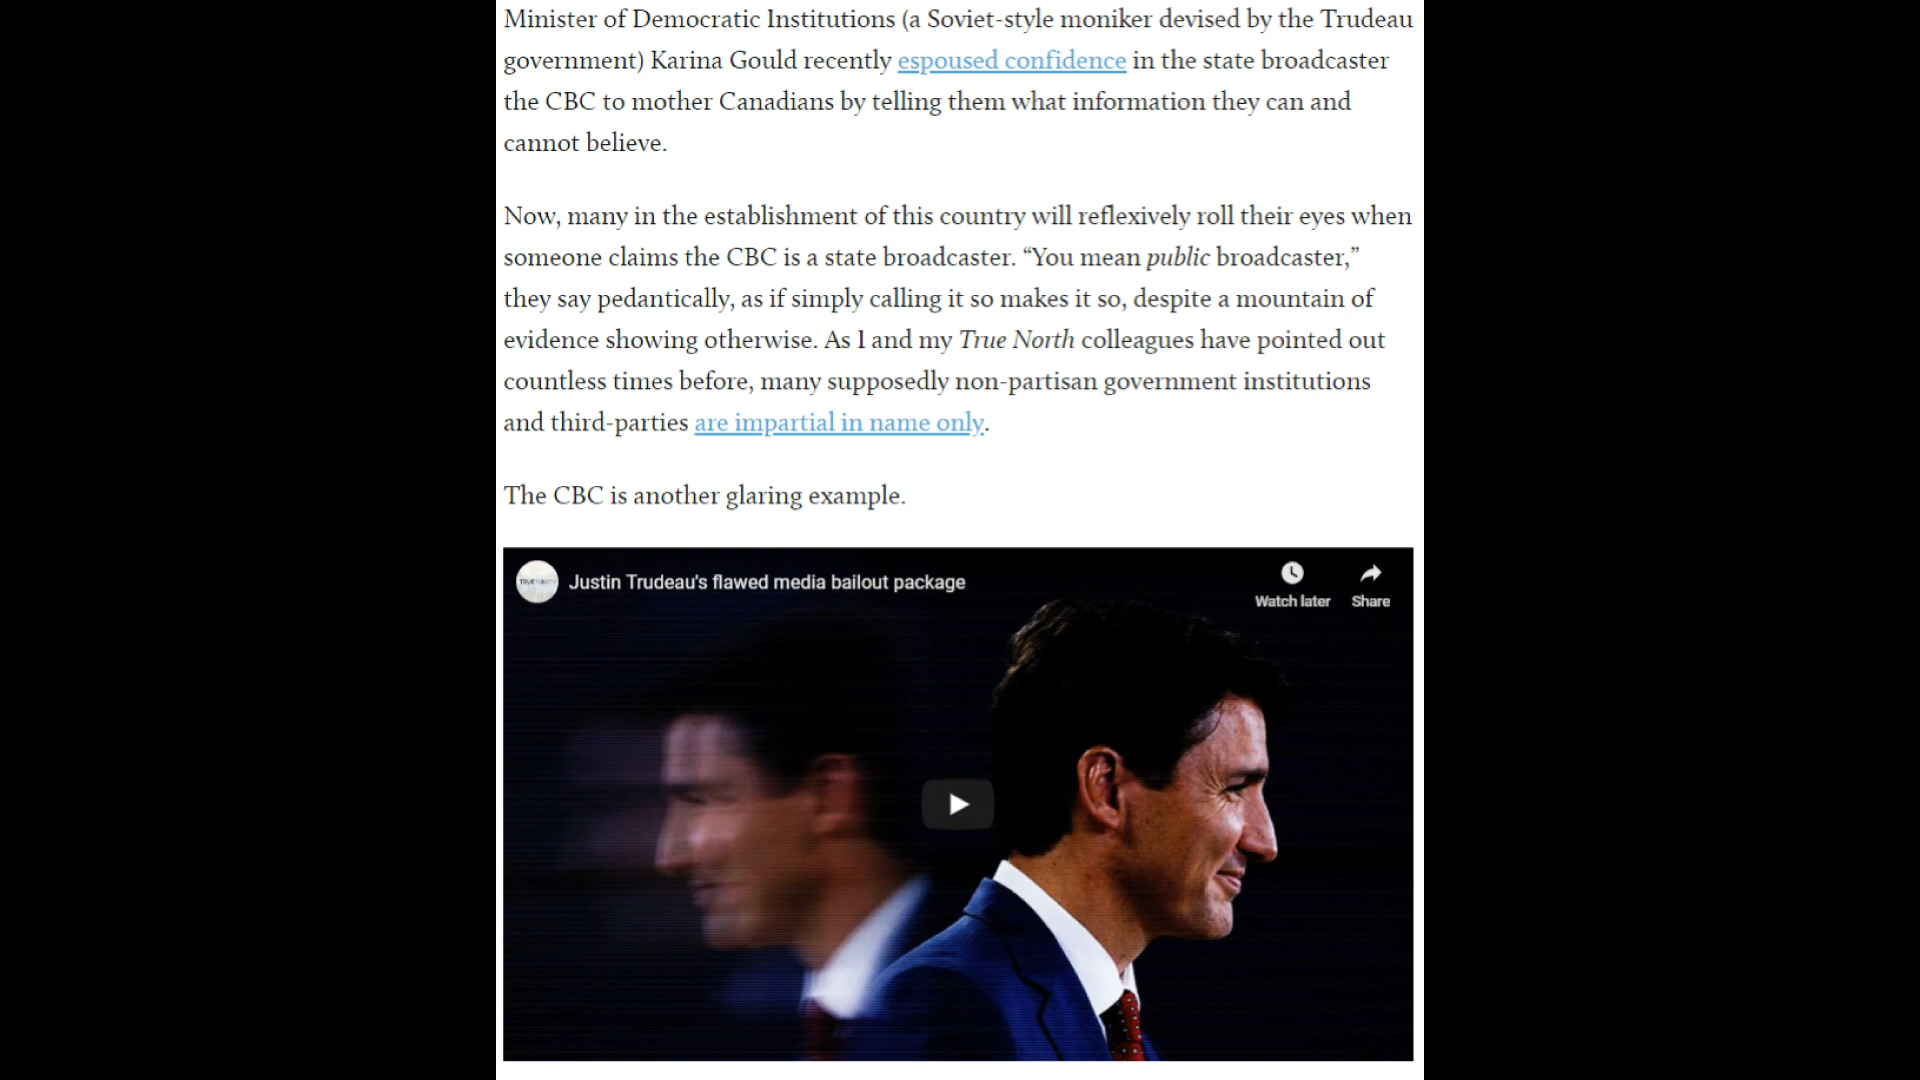 Minister of Democratic Institutions (a Soviet-style moniker devised by the Trudeau
government) Karina Gould recently espoused confidence in the state broadcaster
the CBC to mother Canadians by telling them what information they can and
cannot believe.
Now, many in the establishment of this country will reflexively roll their eyes when
someone claims the CBC is a state broadcaster. “You mean public broadcaster,”
they say pedantically, as if simply calling it so makes it so, despite a mountain of
evidence showing otherwise. As I and my True North colleagues have pointed out
countless times before, many supposedly non-partisan government institutions
and third-parties are impartial in name only.
The CBC is another glaring example.
Justin Trudeau's flawed media bailout package
Watch later
Share